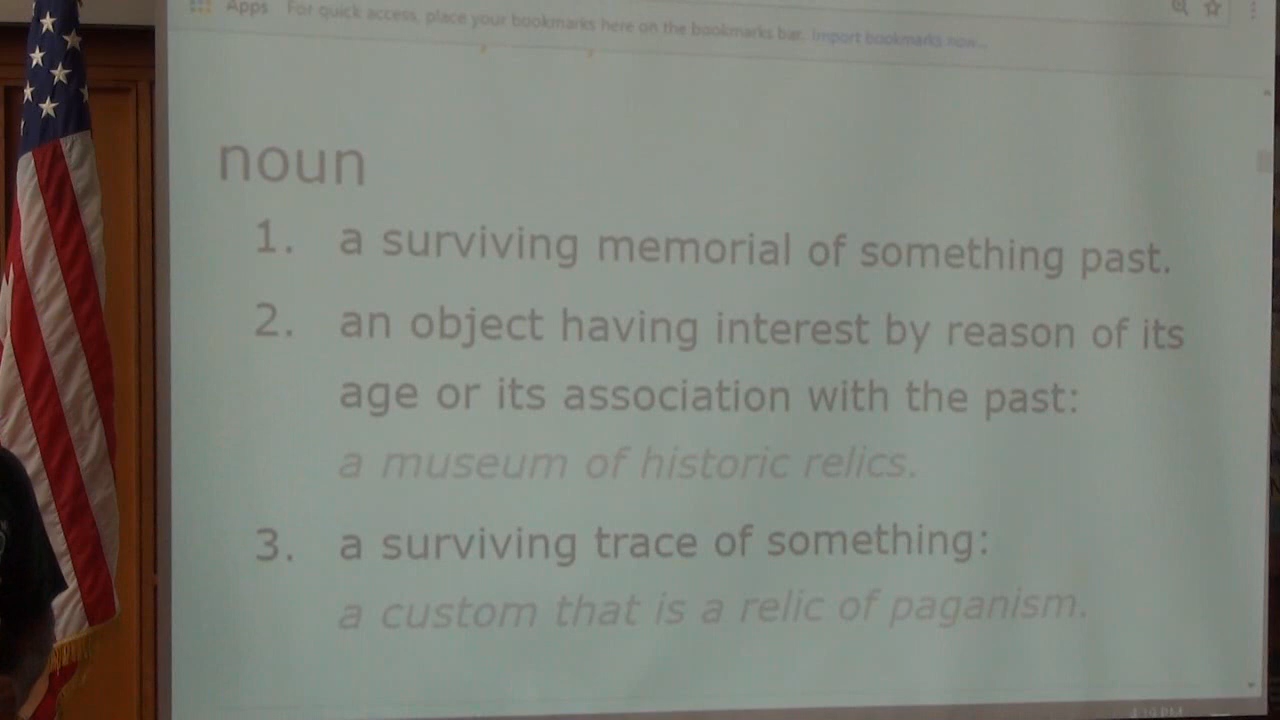 Apps For quick access, place your bookmarks here on the bookmarks bar. Import bookmarks now...
noun
1. a surviving memorial of something past.
2. an object having interest by reason of its
age or its association with the past:
a museum of historic relics.
3. a surviving trace of something:
a custom that is a relic of paganism.